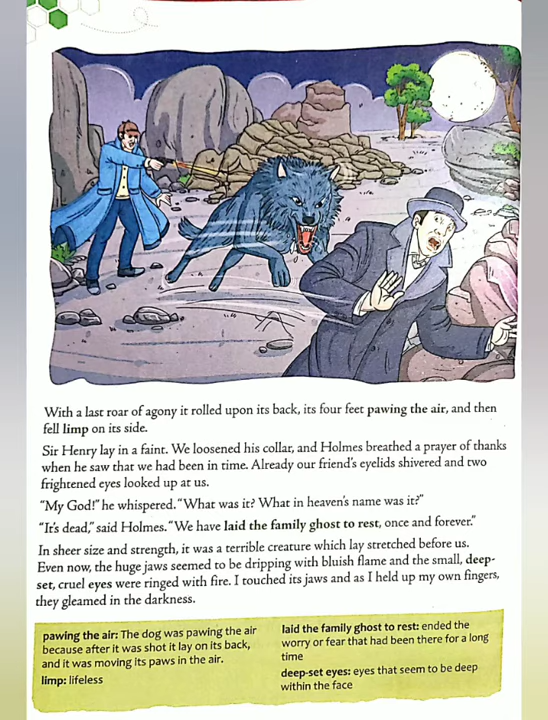 With a last roar of agony it rolled upon its back, its four feet pawing the air, and then
fell limp on its side.
Sir Henry lay in a faint. We loosened his collar, and Holmes breathed a prayer of thanks
when he saw that we had been in time. Already our friend's eyelids shivered and two
frightened eyes looked up at us.
"My God!" he whispered. "What was it? What in heaven's name was it?"
"It's dead," said Holmes. "We have laid the family ghost to rest, once and forever."
In sheer size and strength, it was a terrible creature which lay stretched before us.
Even now, the huge jaws seemed to be dripping with bluish flame and the small, deep-
set, cruel eyes were ringed with fire. I touched its jaws and as I held up my own fingers,
they gleamed in the darkness.
pawing the air: The dog was pawing the air
because after it was shot it lay on its back,
and it was moving its paws in the air.
limp: lifeless
laid the family ghost to rest: ended the
worry or fear that had been there for a long
time
deep-set eyes: eyes that seem to be deep
within the face